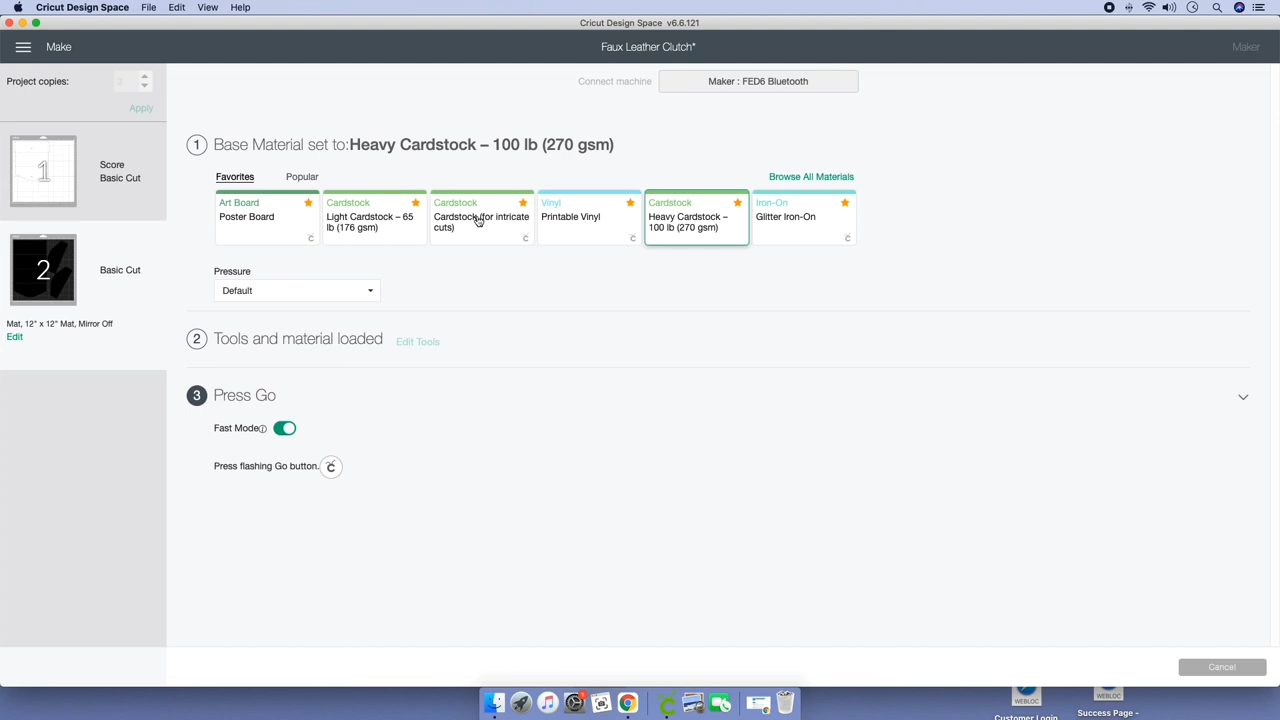 Cricut Design Space File Edit View Help
Cricut Design Space v6.6.121
Make
Faux Leather Clutch*
Maker
Project copies:
2
Apply
Connect machine
Maker : FED6 Bluetooth
1
Score
Basic Cut
2
Basic Cut
Mat, 12" x 12" Mat, Mirror Off
Edit
1 Base Material set to:Heavy Cardstock – 100 lb (270 gsm)
Favorites Popular
Browse All Materials
Art Board
Poster Board
Cardstock
Light Cardstock – 65
lb (176 gsm)
Cardstock
Cardstock (for intricate
cuts)
Vinyl
Printable Vinyl
Cardstock
Heavy Cardstock –
100 lb (270 gsm)
Iron-On
Glitter Iron-On
Pressure
Default
2 Tools and material loaded Edit Tools
3 Press Go
Fast Mode
Press flashing Go button.
Cancel
1
WEBLOC
WEBLOC
Customer Login
Success Page -